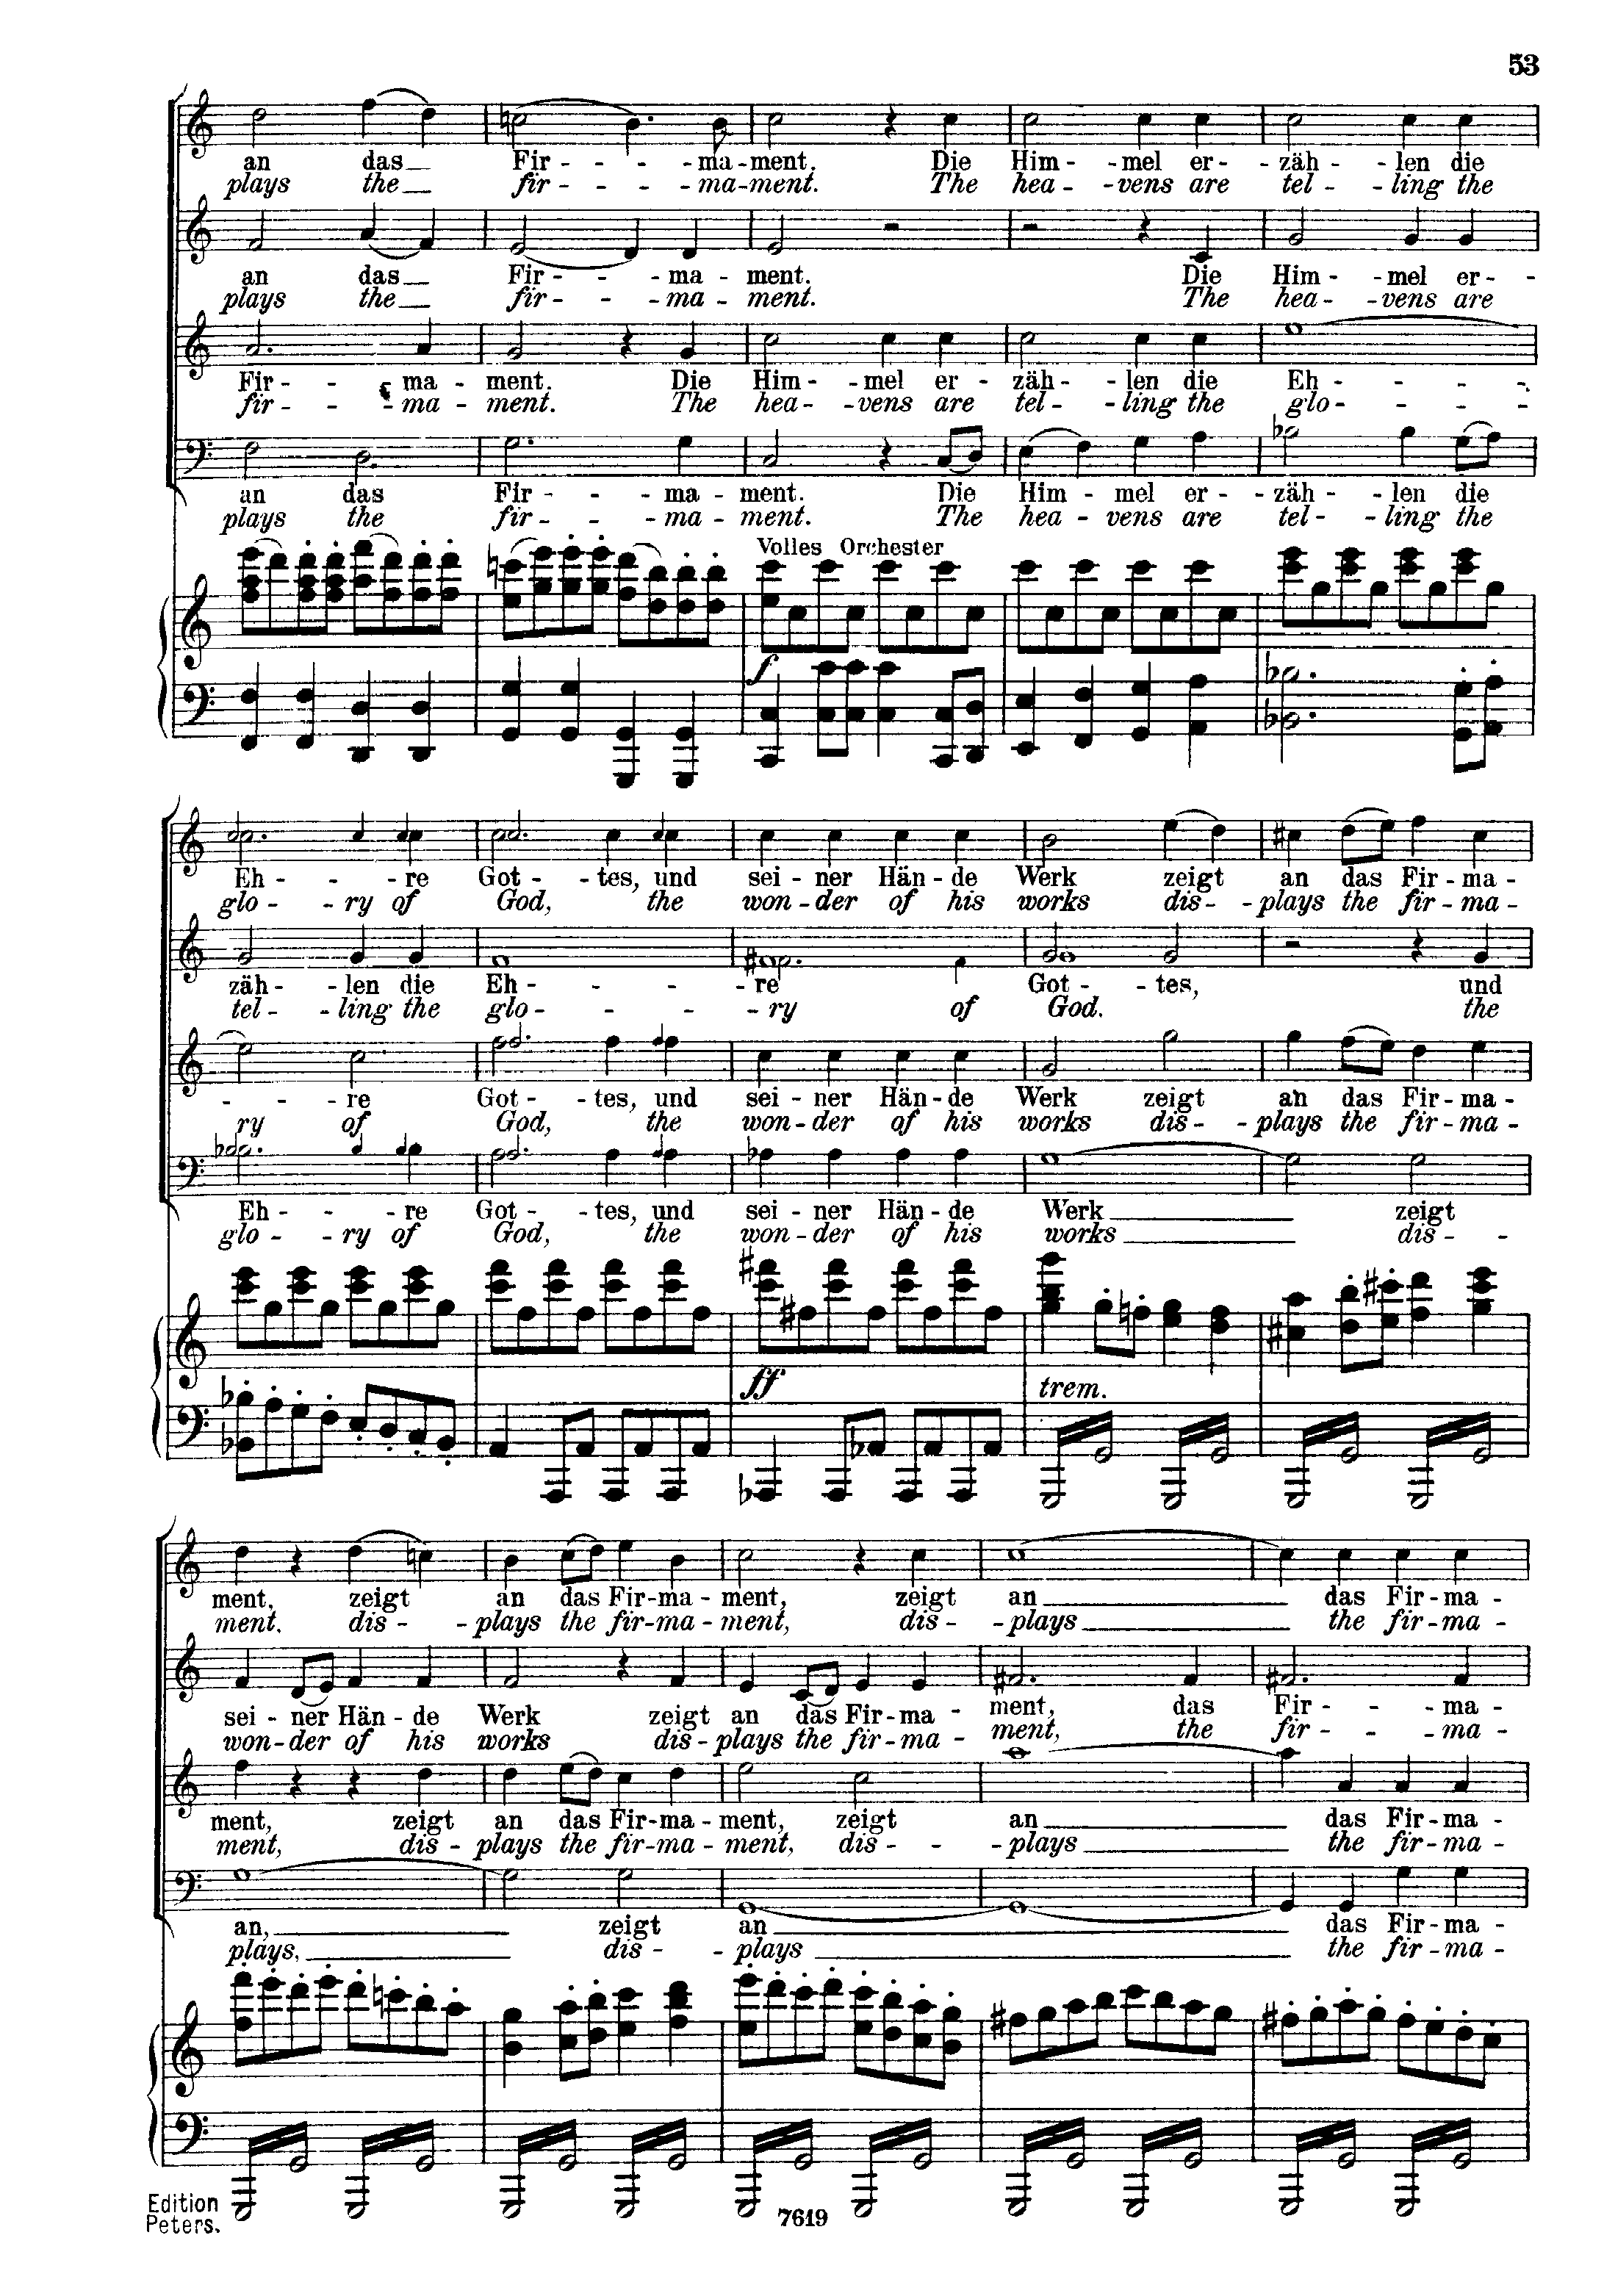 53
an das Fir - - - ma-ment. Die Him - - mel er - zäh - - len die
plays the fir - - - ma-ment. The hea - - vens are tel - - ling the
an das Fir - - - ma - ment. Die Him - - mel er -
plays the fir - - - ma - ment. The hea - - vens are
Fir - - - ma - ment. Die Him - - mel er - zäh - - len die Eh - - - -
fir - - - ma - ment. The hea - - vens are tel - - ling the glo - - - -
an das Fir - - - ma - ment. Die Him - mel er - zäh - - len die
plays the fir - - - ma - ment. The hea - vens are tel - - ling the
Volles Orchester
f
Eh - - - re Got - - tes, und sei - ner Hän - de Werk zeigt an das Fir - ma -
glo - - ry of God, the won - der of his works dis - - plays the fir - ma -
zäh - - len die Eh - - - - re Got - - tes, und
tel - - ling the glo - - - - ry of God. the
- - re Got - - tes, und sei - ner Hän - de Werk zeigt an das Fir - ma -
ry of God, the won - der of his works dis - - plays the fir - ma -
Eh - - - re Got - - tes, und sei - ner Hän - de Werk zeigt
glo - - ry of God, the won - der of his works dis - -
ff trem.
ment, zeigt an das Fir-ma - ment, zeigt an das Fir - ma -
ment. dis - - plays the fir-ma - ment, dis - - plays the fir - ma -
sei - ner Hän - de Werk zeigt an das Fir-ma - ment, das Fir - - - ma -
won - der of his works dis - plays the fir-ma - ment, the fir - - - ma -
ment, zeigt an das Fir-ma - ment, zeigt an das Fir - ma -
ment, dis - plays the fir-ma - ment, dis - - plays the fir - ma -
an, zeigt an das Fir - ma -
plays, dis - - plays the fir - ma -
Edition
Peters.
7619